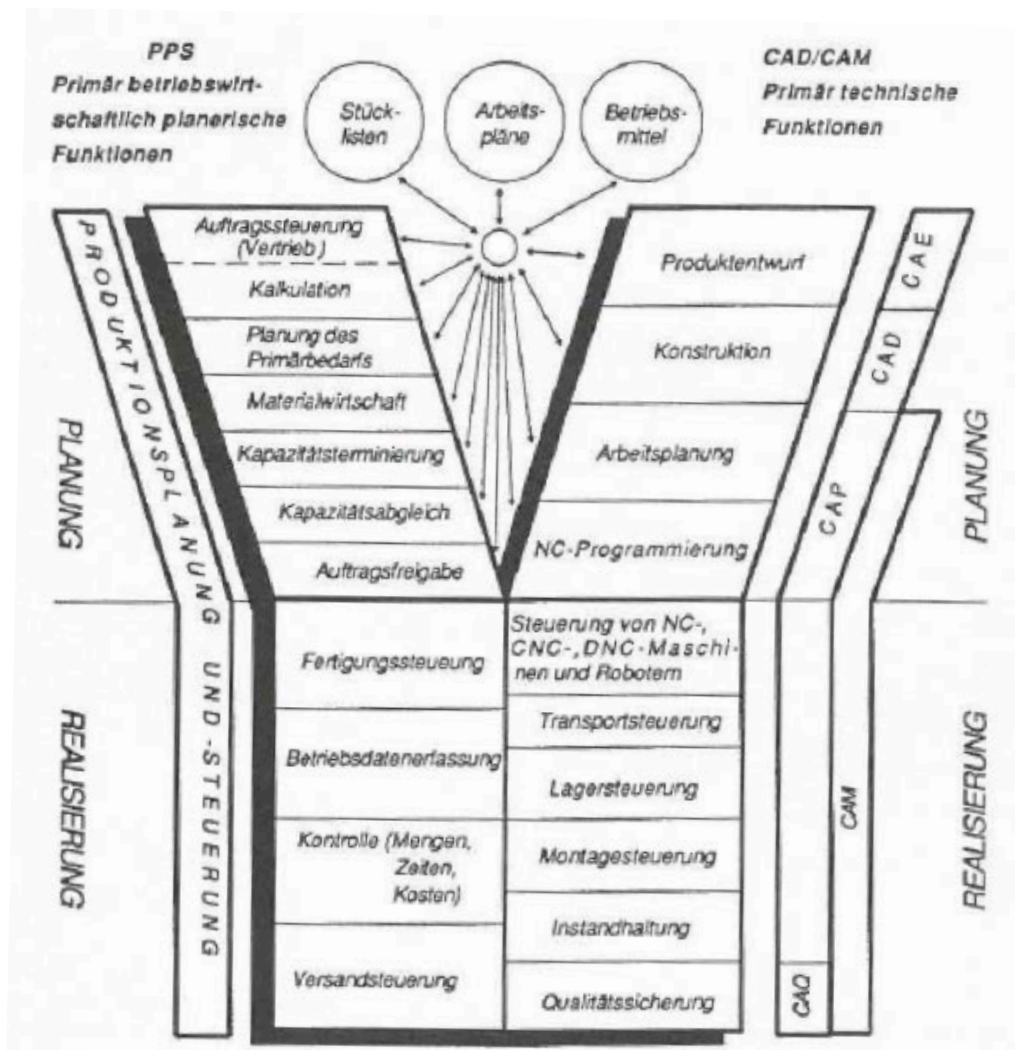 PPS
Primär betriebswirt-
schaftlich planerische
Funktionen
CAD/CAM
Primär technische
Funktionen
Stück-
listen
Arbeits-
pläne
Betriebs-
mittel
PRODUKTIONSPLANUNG UND -STEUERUNG
PLANUNG
REALISIERUNG
Auftragssteuerung
(Vertrieb)
Kalkulation
Planung des
Primärbedarfs
Materialwirtschaft
Kapazitätsterminierung
Kapazitätsabgleich
Auftragsfreigabe
Fertigungssteueung
Betriebsdatenerfassung
Kontrolle (Mengen,
Zeiten,
Kosten)
Versandsteuerung
Produktentwurf
Konstruktion
Arbeitsplanung
NC-Programmierung
Steuerung von NC-,
CNC-, DNC-Maschi-
nen und Robotern
Transportsteuerung
Lagersteuerung
Montagesteuerung
Instandhaltung
Qualitätssicherung
CAE
CAD
CAP
CAM
CAQ
PLANUNG
REALISIERUNG